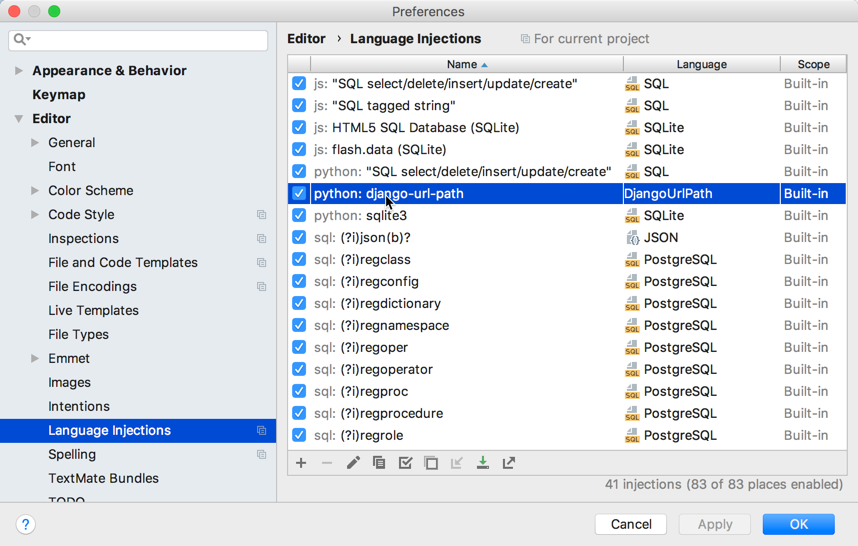 Preferences
Editor › Language Injections For current project
Appearance & Behavior
Keymap
Editor
General
Font
Color Scheme
Code Style
Inspections
File and Code Templates
File Encodings
Live Templates
File Types
Emmet
Images
Intentions
Language Injections
Spelling
TextMate Bundles
TODO
Name Language Scope
js: "SQL select/delete/insert/update/create" SQL Built-in
js: "SQL tagged string" SQL Built-in
js: HTML5 SQL Database (SQLite) SQLite Built-in
js: flash.data (SQLite) SQLite Built-in
python: "SQL select/delete/insert/update/create" SQL Built-in
python: django-url-path DjangoUrlPath Built-in
python: sqlite3 SQLite Built-in
sql: (?i)json(b)? JSON Built-in
sql: (?i)regclass PostgreSQL Built-in
sql: (?i)regconfig PostgreSQL Built-in
sql: (?i)regdictionary PostgreSQL Built-in
sql: (?i)regnamespace PostgreSQL Built-in
sql: (?i)regoper PostgreSQL Built-in
sql: (?i)regoperator PostgreSQL Built-in
sql: (?i)regproc PostgreSQL Built-in
sql: (?i)regprocedure PostgreSQL Built-in
sql: (?i)regrole PostgreSQL Built-in
41 injections (83 of 83 places enabled)
? Cancel Apply OK